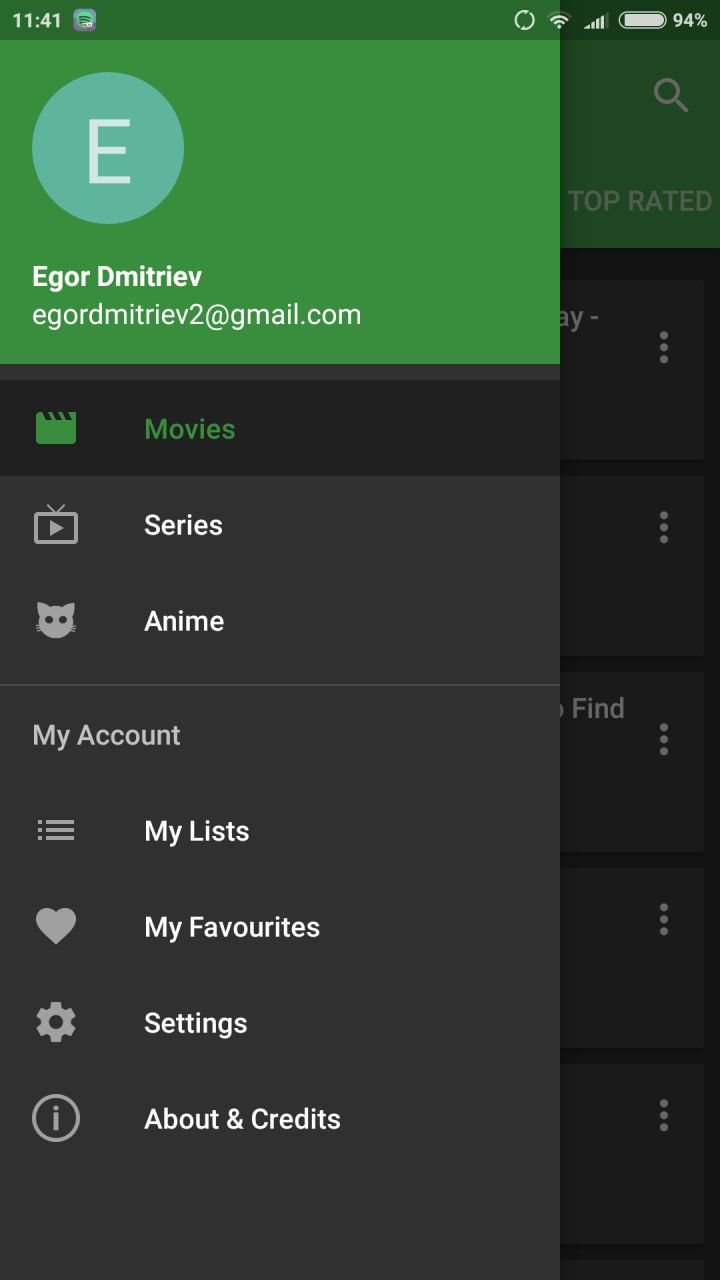 11:41 94%
E
TOP RATED
Egor Dmitriev
egordmitriev2@gmail.com
ay -
Movies
Series
Anime
Find
My Account
My Lists
My Favourites
Settings
About & Credits